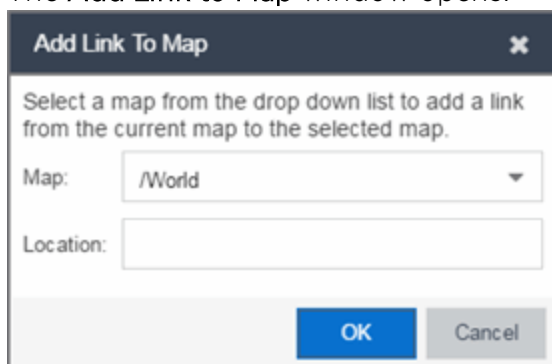 The Add Link to Map window opens.
Add Link To Map
Select a map from the drop down list to add a link
from the current map to the selected map.
Map:
/World
Location:
OK
Cancel